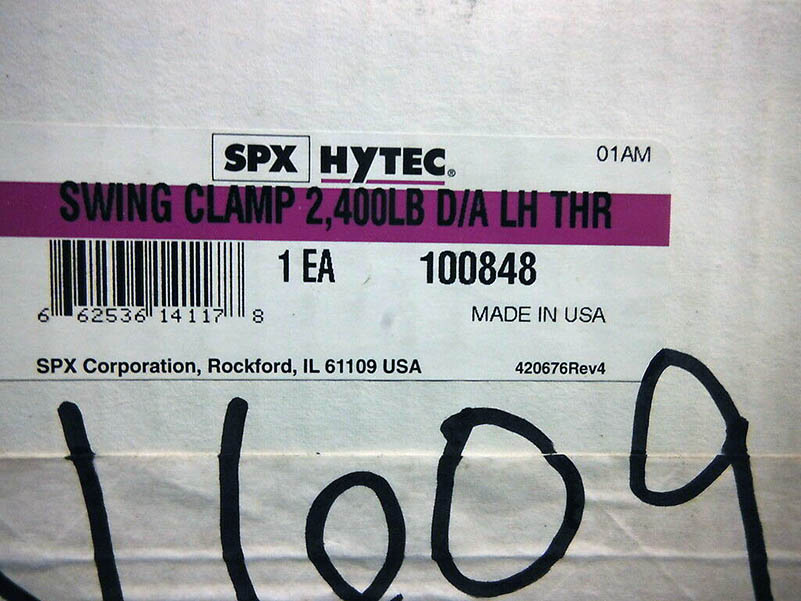 SPX HYTEC® 01AM
SWING CLAMP 2,400LB D/A LH THR
1 EA 100848
6 62536 14117 8
MADE IN USA
SPX Corporation, Rockford, IL 61109 USA 420676Rev4
1609